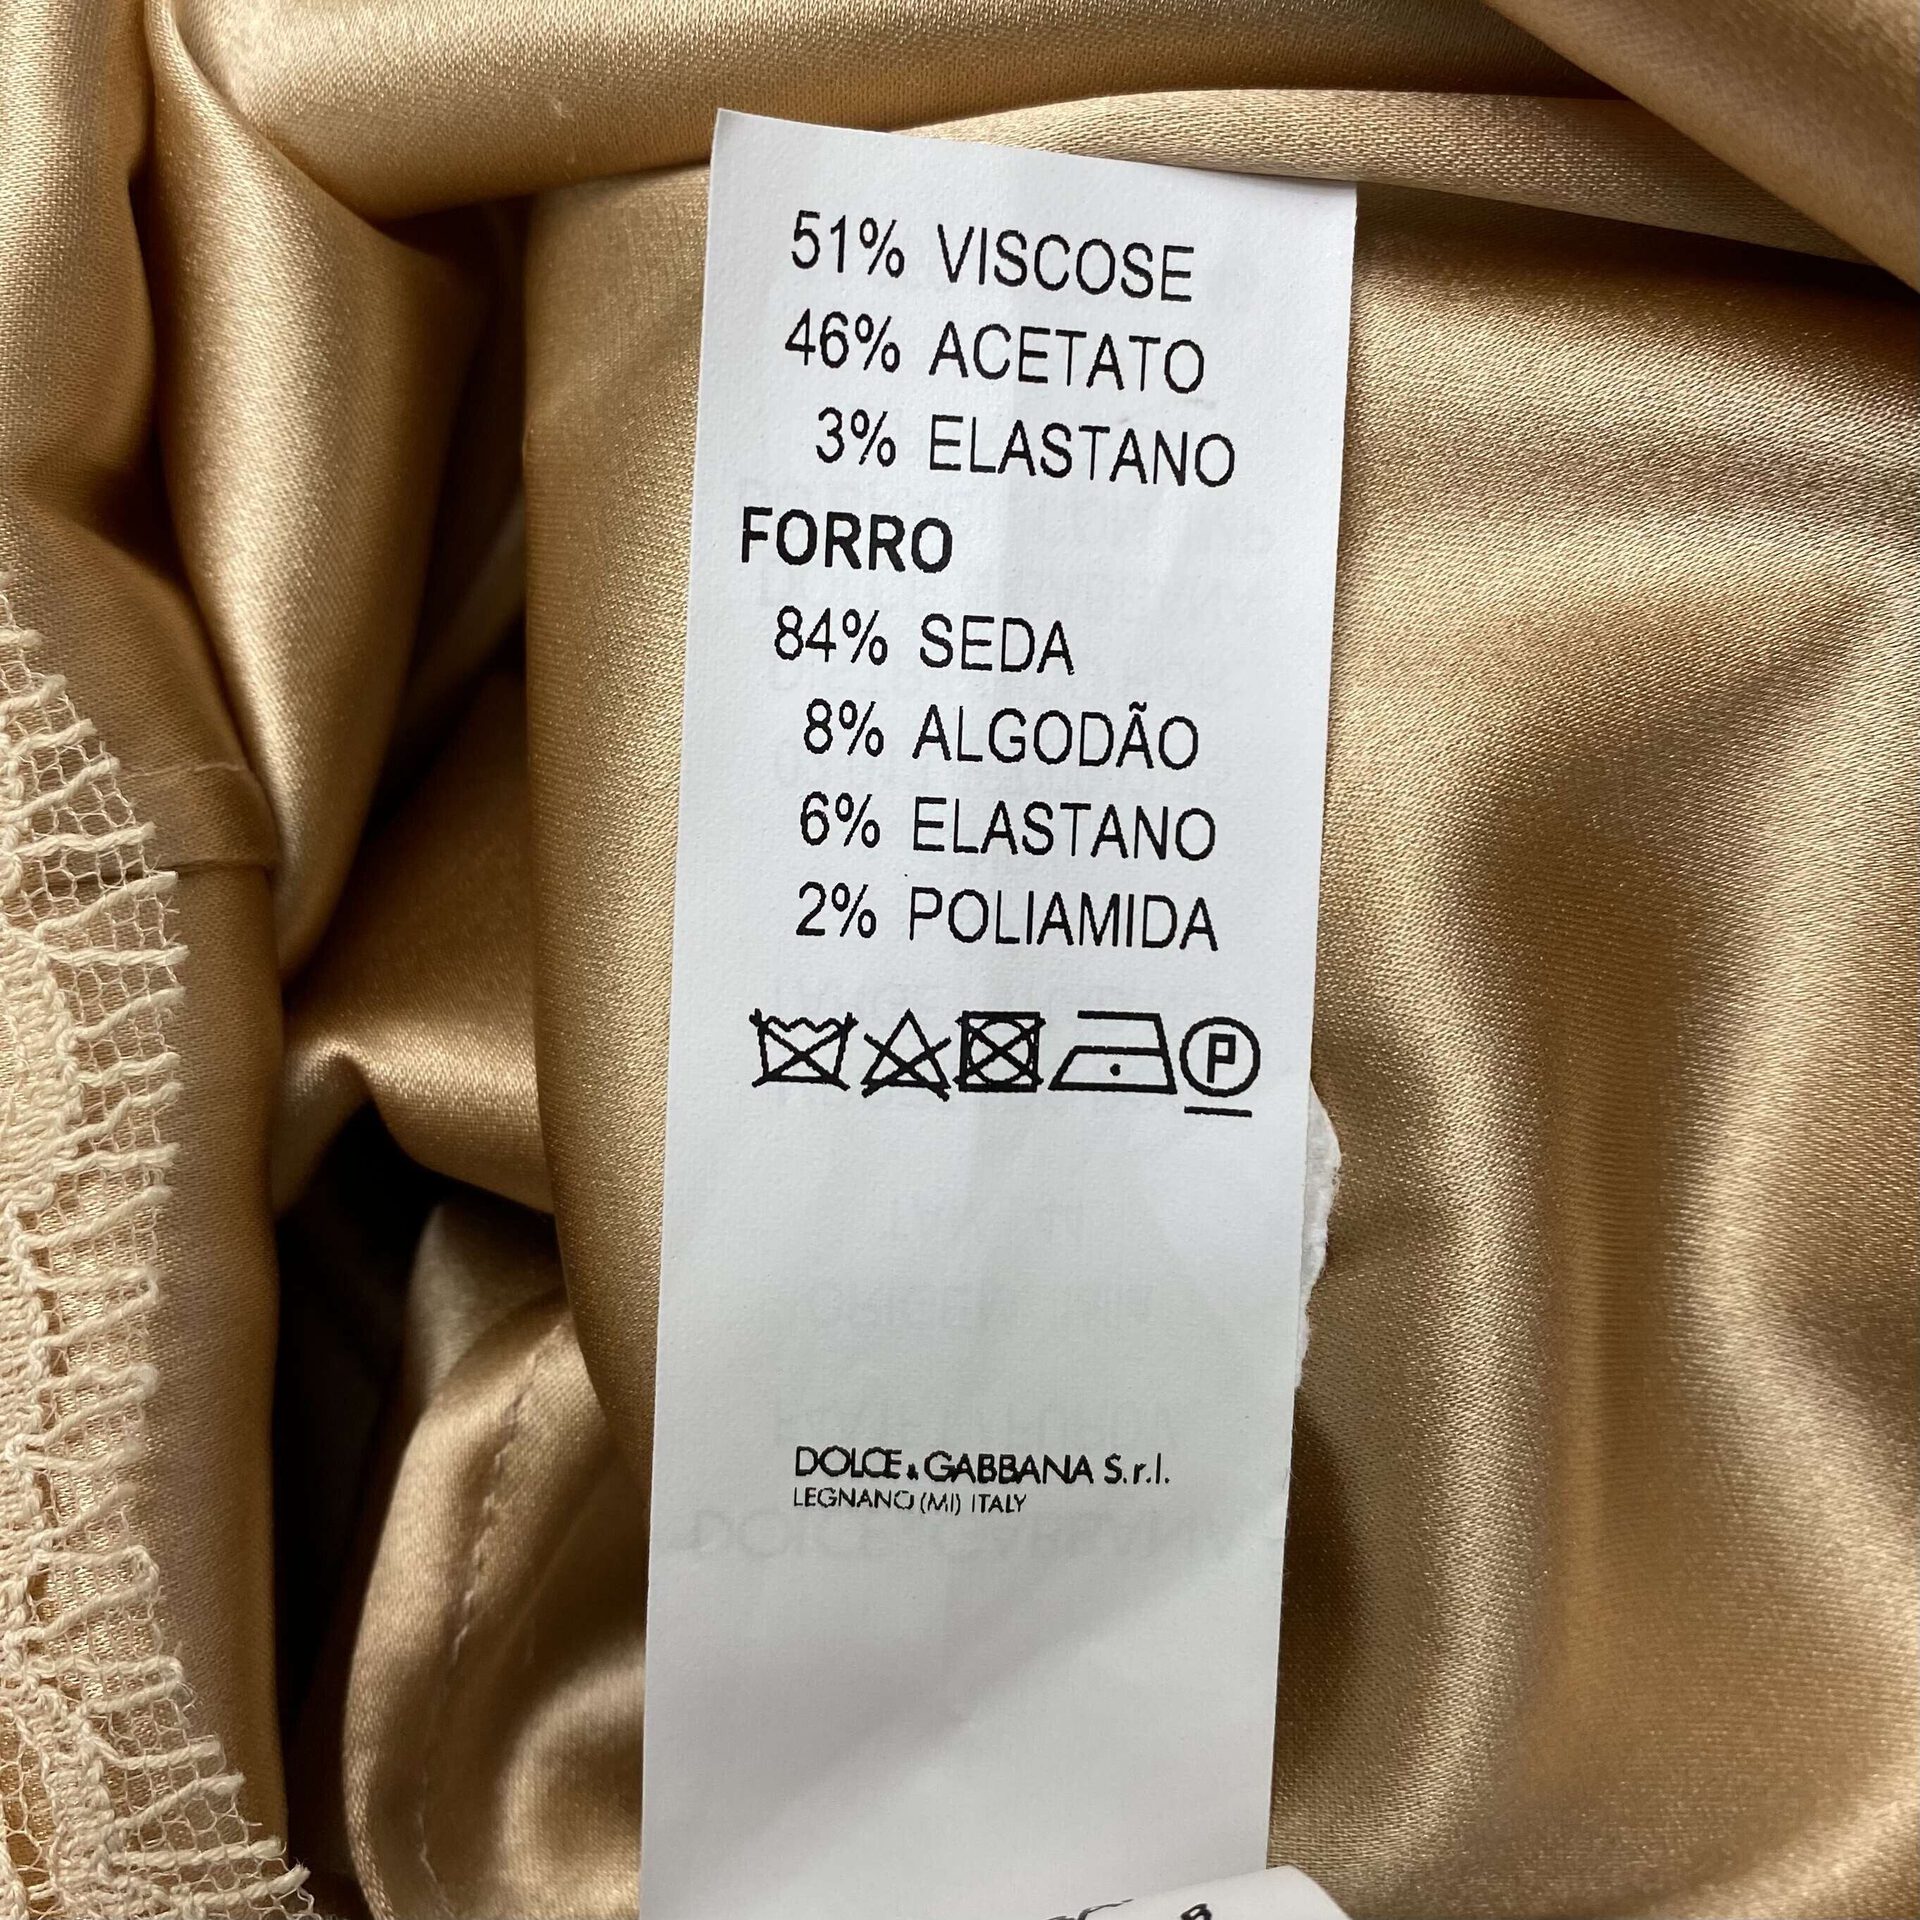 51% VISCOSE
46% ACETATO
3% ELASTANO
FORRO
84% SEDA
8% ALGODÃO
6% ELASTANO
2% POLIAMIDA
P
DOLCE & GABBANA S.r.l.
LEGNANO (MI) ITALY